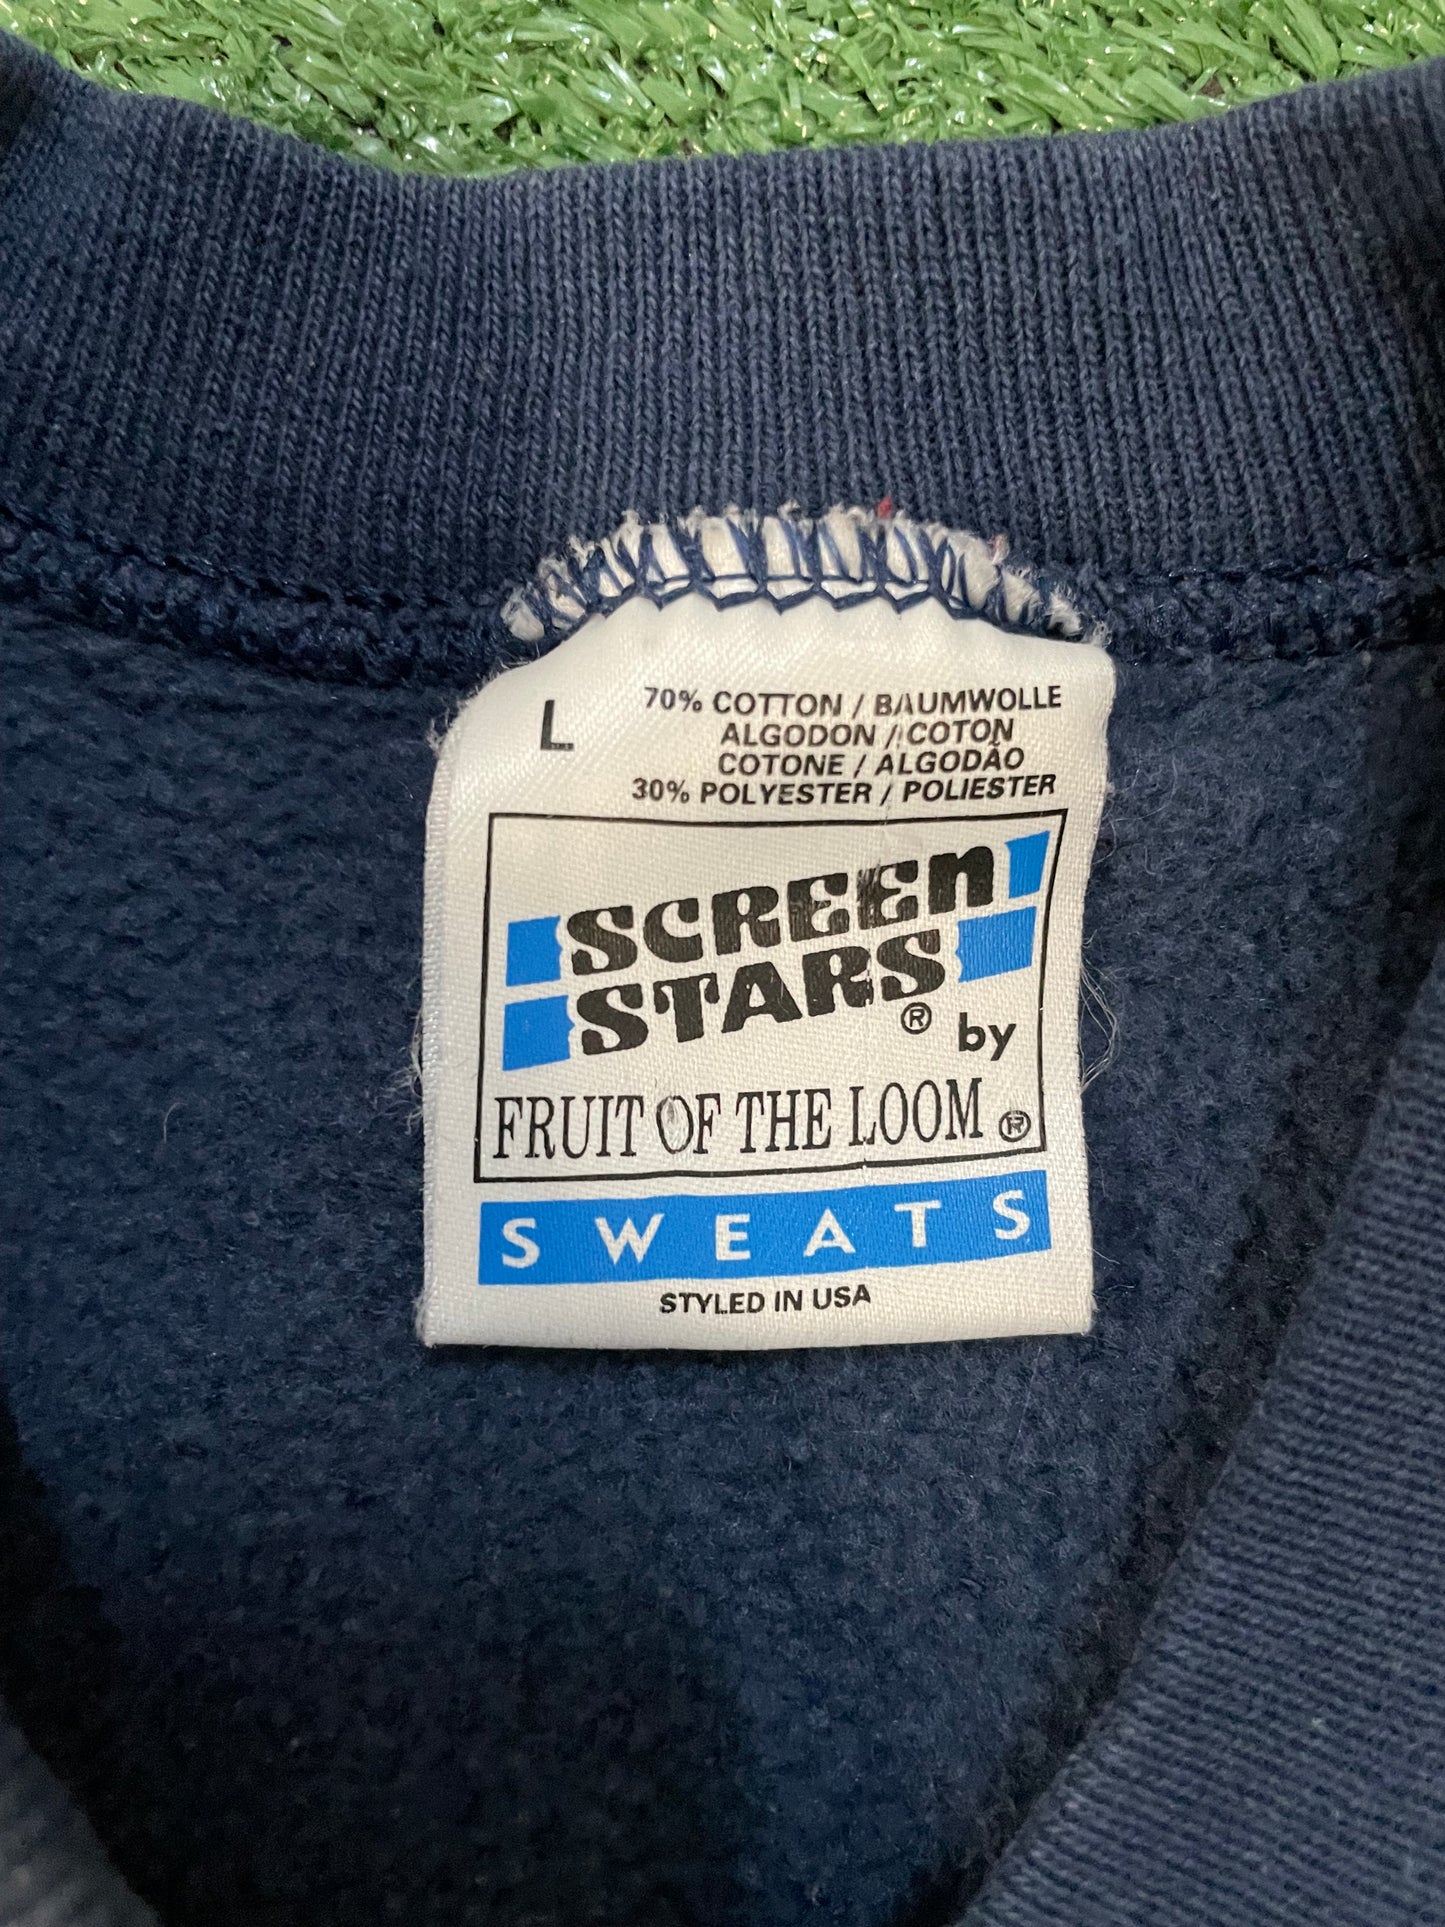 L
70% COTTON / BAUMWOLLE
ALGODON / COTON
COTONE / ALGODÃO
30% POLYESTER / POLIESTER
SCREEN
STARS ® by
FRUIT OF THE LOOM ®
SWEATS
STYLED IN USA